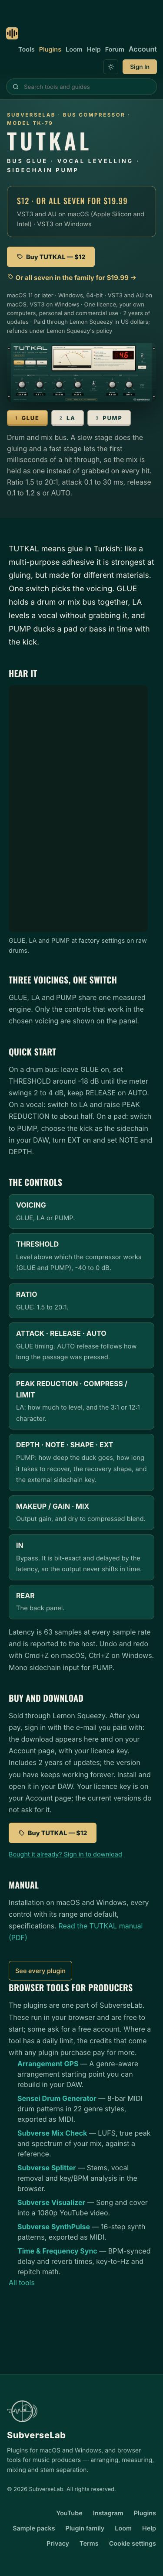 Tools Plugins Loom Help Forum Account
Sign In
Search tools and guides
SUBVERSELAB · BUS COMPRESSOR ·
MODEL TK-79
TUTKAL
BUS GLUE · VOCAL LEVELLING ·
SIDECHAIN PUMP
$12 · OR ALL SEVEN FOR $19.99
VST3 and AU on macOS (Apple Silicon and
Intel) · VST3 on Windows
Buy TUTKAL — $12
Or all seven in the family for $19.99 →
macOS 11 or later · Windows, 64-bit · VST3 and AU on
macOS, VST3 on Windows · One licence, your own
computers, personal and commercial use · 2 years of
updates · Paid through Lemon Squeezy in US dollars;
refunds under Lemon Squeezy's policy
TUTKAL
1 GLUE 2 LA 3 PUMP
Drum and mix bus. A slow stage does the
gluing and a fast stage lets the first
milliseconds of a hit through, so the mix is
held as one instead of grabbed on every hit.
Ratio 1.5 to 20:1, attack 0.1 to 30 ms, release
0.1 to 1.2 s or AUTO.
TUTKAL means glue in Turkish: like a
multi-purpose adhesive it is strongest at
gluing, but made for different materials.
One switch picks the voicing. GLUE
holds a drum or mix bus together, LA
levels a vocal without grabbing it, and
PUMP ducks a pad or bass in time with
the kick.
HEAR IT
GLUE, LA and PUMP at factory settings on raw
drums.
THREE VOICINGS, ONE SWITCH
GLUE, LA and PUMP share one measured
engine. Only the controls that work in the
chosen voicing are shown on the panel.
QUICK START
On a drum bus: leave GLUE on, set
THRESHOLD around -18 dB until the meter
swings 2 to 4 dB, keep RELEASE on AUTO.
On a vocal: switch to LA and raise PEAK
REDUCTION to about half. On a pad: switch
to PUMP, choose the kick as the sidechain
in your DAW, turn EXT on and set NOTE and
DEPTH.
THE CONTROLS
VOICING
GLUE, LA or PUMP.
THRESHOLD
Level above which the compressor works
(GLUE and PUMP), -40 to 0 dB.
RATIO
GLUE: 1.5 to 20:1.
ATTACK · RELEASE · AUTO
GLUE timing. AUTO release follows how
long the passage was pressed.
PEAK REDUCTION · COMPRESS /
LIMIT
LA: how much to level, and the 3:1 or 12:1
character.
DEPTH · NOTE · SHAPE · EXT
PUMP: how deep the duck goes, how long
it takes to recover, the recovery shape, and
the external sidechain key.
MAKEUP / GAIN · MIX
Output gain, and dry to compressed blend.
IN
Bypass. It is bit-exact and delayed by the
latency, so the output never shifts in time.
REAR
The back panel.
Latency is 63 samples at every sample rate
and is reported to the host. Undo and redo
with Cmd+Z on macOS, Ctrl+Z on Windows.
Mono sidechain input for PUMP.
BUY AND DOWNLOAD
Sold through Lemon Squeezy. After you
pay, sign in with the e-mail you paid with:
the download appears here and on your
Account page, with your licence key.
Includes 2 years of updates; the version
you have keeps working forever. Install and
open it in your DAW. Your licence key is on
your Account page; the current versions do
not ask for it.
Buy TUTKAL — $12
Bought it already? Sign in to download
MANUAL
Installation on macOS and Windows, every
control with its range and default,
specifications. Read the TUTKAL manual
(PDF)
See every plugin
BROWSER TOOLS FOR PRODUCERS
The plugins are one part of SubverseLab.
These run in your browser and are free to
start; some ask for a free account. Where a
tool has a daily limit, the credits that come
with any plugin purchase pay for more.
Arrangement GPS — A genre-aware
arrangement starting point you can
rebuild in your DAW.
Sensei Drum Generator — 8-bar MIDI
drum patterns in 22 genre styles,
exported as MIDI.
Subverse Mix Check — LUFS, true peak
and spectrum of your mix, against a
reference.
Subverse Splitter — Stems, vocal
removal and key/BPM analysis in the
browser.
Subverse Visualizer — Song and cover
into a 1080p YouTube video.
Subverse SynthPulse — 16-step synth
patterns, exported as MIDI.
Time & Frequency Sync — BPM-synced
delay and reverb times, key-to-Hz and
repitch math.
All tools
SubverseLab
Plugins for macOS and Windows, and browser
tools for music producers — arranging, measuring,
mixing and stem separation.
© 2026 SubverseLab. All rights reserved.
YouTube Instagram Plugins
Sample packs Plugin family Loom Help
Privacy Terms Cookie settings